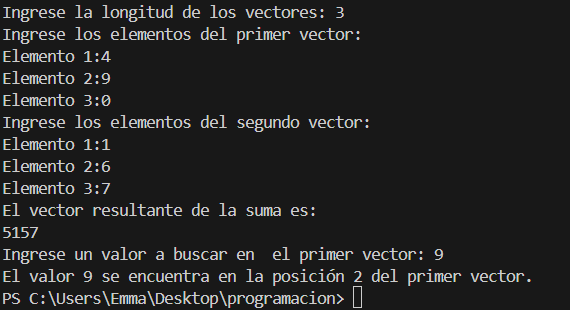 Ingrese la longitud de los vectores: 3
Ingrese los elementos del primer vector:
Elemento 1:4
Elemento 2:9
Elemento 3:0
Ingrese los elementos del segundo vector:
Elemento 1:1
Elemento 2:6
Elemento 3:7
El vector resultante de la suma es:
5157
Ingrese un valor a buscar en  el primer vector: 9
El valor 9 se encuentra en la posición 2 del primer vector.
PS C:\Users\Emma\Desktop\programacion>